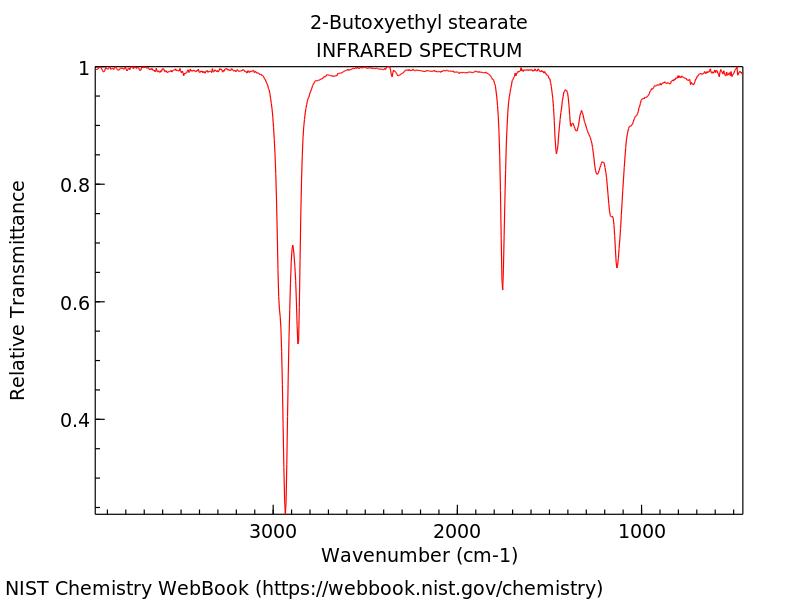 2-Butoxyethyl stearate
INFRARED SPECTRUM
1
0.8
0.6
0.4
Relative Transmittance
3000 2000 1000
Wavenumber (cm-1)
NIST Chemistry WebBook (https://webbook.nist.gov/chemistry)